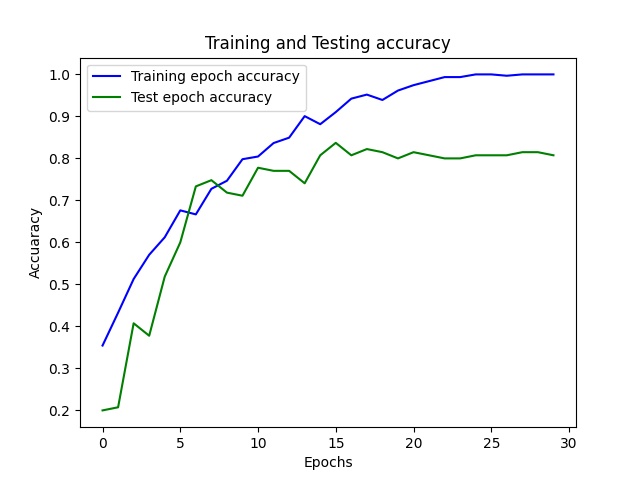 Training and Testing accuracy
Training epoch accuracy
Test epoch accuracy
1.0
0.9
0.8
0.7
0.6
0.5
0.4
0.3
0.2
Accuaracy
0 5 10 15 20 25 30
Epochs